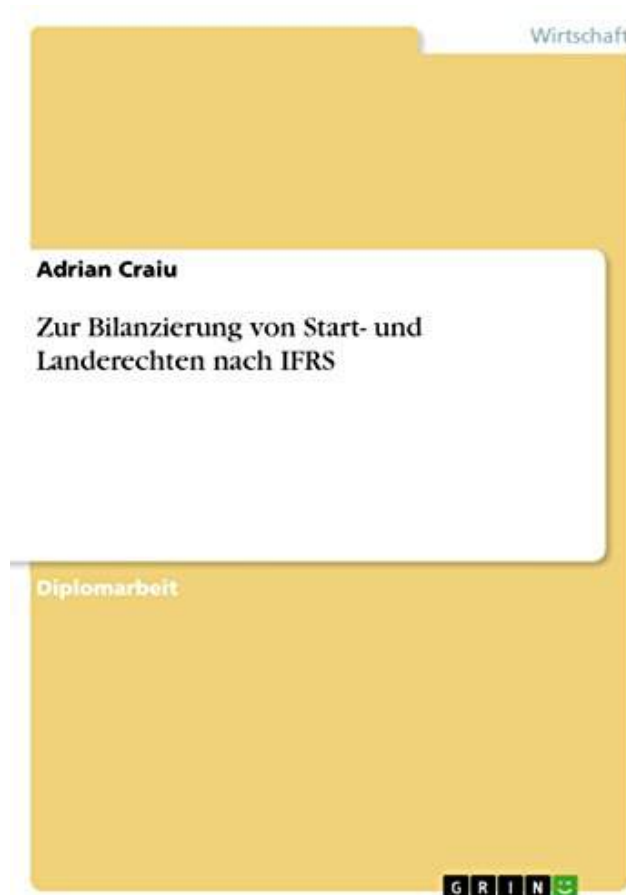 Wirtschaft
Adrian Craiu
Zur Bilanzierung von Start- und
Landerechten nach IFRS
Diplomarbeit
GRIN